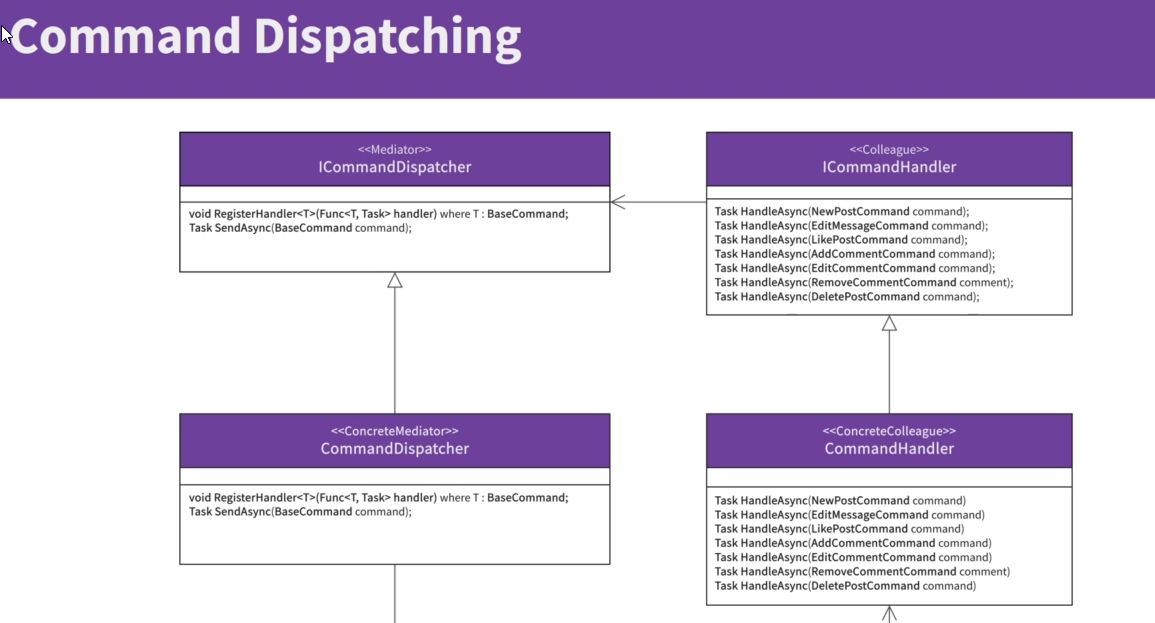 Command Dispatching
<<Mediator>>
ICommandDispatcher
void RegisterHandler<T>(Func<T, Task> handler) where T : BaseCommand;
Task SendAsync(BaseCommand command);
<<Colleague>>
ICommandHandler
Task HandleAsync(NewPostCommand command);
Task HandleAsync(EditMessageCommand command);
Task HandleAsync(LikePostCommand command);
Task HandleAsync(AddCommentCommand command);
Task HandleAsync(EditCommentCommand command);
Task HandleAsync(RemoveCommentCommand comment);
Task HandleAsync(DeletePostCommand command);
<<ConcreteMediator>>
CommandDispatcher
void RegisterHandler<T>(Func<T, Task> handler) where T : BaseCommand;
Task SendAsync(BaseCommand command);
<<ConcreteColleague>>
CommandHandler
Task HandleAsync(NewPostCommand command)
Task HandleAsync(EditMessageCommand command)
Task HandleAsync(LikePostCommand command)
Task HandleAsync(AddCommentCommand command)
Task HandleAsync(EditCommentCommand command)
Task HandleAsync(RemoveCommentCommand comment)
Task HandleAsync(DeletePostCommand command)